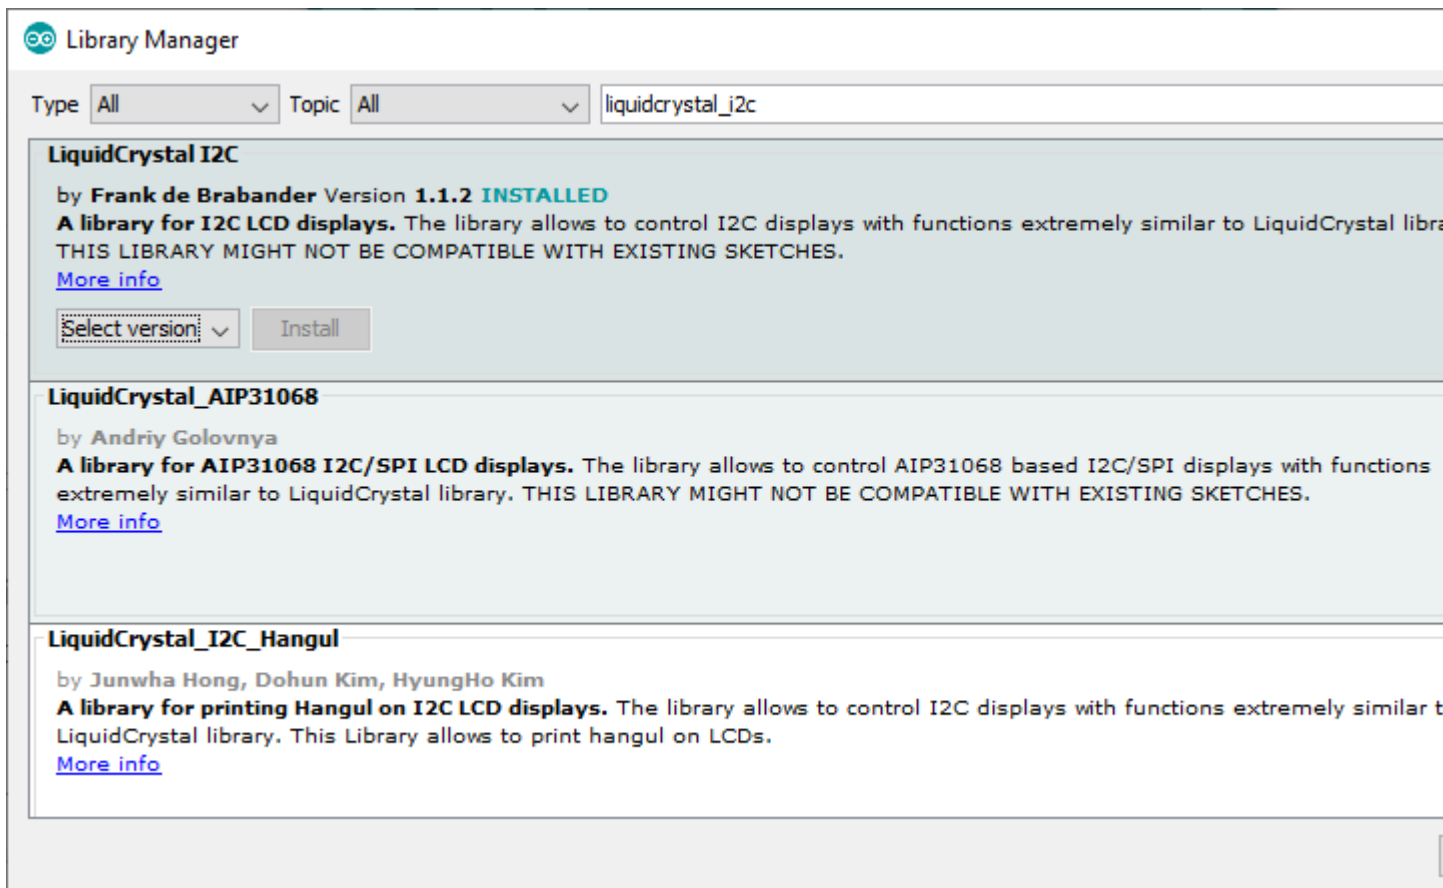 Library Manager
Type All Topic All liquidcrystal_i2c
LiquidCrystal I2C
by Frank de Brabander Version 1.1.2 INSTALLED
A library for I2C LCD displays. The library allows to control I2C displays with functions extremely similar to LiquidCrystal
THIS LIBRARY MIGHT NOT BE COMPATIBLE WITH EXISTING SKETCHES.
More info
Select version Install
LiquidCrystal_AIP31068
by Andriy Golovnya
A library for AIP31068 I2C/SPI LCD displays. The library allows to control AIP31068 based I2C/SPI displays with functions
extremely similar to LiquidCrystal library. THIS LIBRARY MIGHT NOT BE COMPATIBLE WITH EXISTING SKETCHES.
More info
LiquidCrystal_I2C_Hangul
by Junwha Hong, Dohun Kim, HyungHo Kim
A library for printing Hangul on I2C LCD displays. The library allows to control I2C displays with functions extremely similar
LiquidCrystal library. This Library allows to print hangul on LCDs.
More info